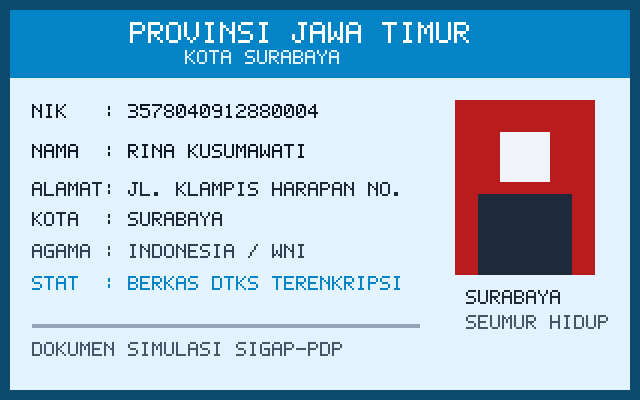 PROVINSI JAWA TIMUR
KOTA SURABAYA
NIK : 3578040912880004
NAMA : RINA KUSUMAWATI
ALAMAT: JL. KLAMPIS HARAPAN NO.
KOTA : SURABAYA
AGAMA : INDONESIA / WNI
STAT : BERKAS DTKS TERENKRIPSI
SURABAYA
SEUMUR HIDUP
DOKUMEN SIMULASI SIGAP-PDP